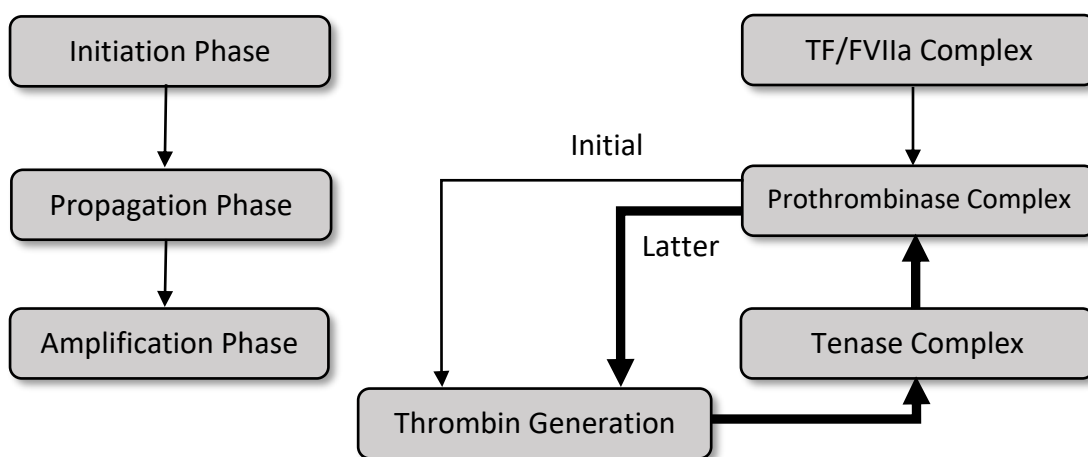 Initiation Phase
TF/FVIIa Complex
Initial
Propagation Phase
Prothrombinase Complex
Latter
Amplification Phase
Tenase Complex
Thrombin Generation